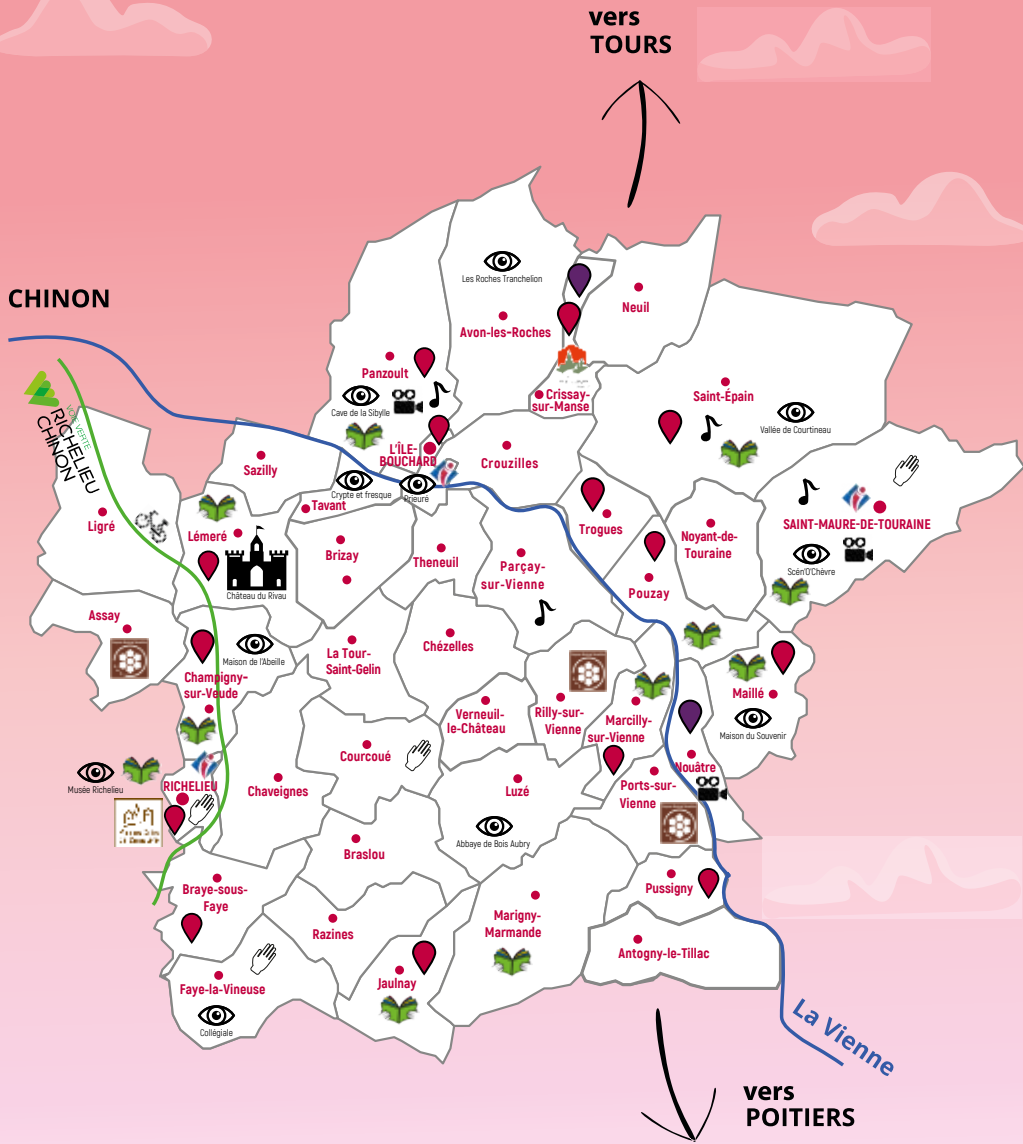 vers
TOURS
CHINON
Les Roches Tranchelion
Neuil
Avon-les-Roches
Panzoult
Cave de la Sibylle
Crissay-
sur-Manse
Saint-Épain
Vallée de Courtineau
VOIE VERTE
RICHELIEU
CHINON
L'ÎLE-
BOUCHARD
Crouzilles
Sazilly
Crypte et fresque
Prieuré
Tavant
Ligré
Lémeré
Château du Rivau
Brizay
Theneuil
Parçay-
sur-Vienne
Trogues
Noyant-de-
Touraine
SAINT-MAURE-DE-TOURAINE
Scén'O'Chèvre
Pouzay
Assay
Maison de l'Abeille
Champigny-
sur-Veude
La Tour-
Saint-Gelin
Chézelles
Verneuil-
le-Château
Rilly-sur-
Vienne
Marcilly-
sur-Vienne
Maillé
Maison du Souvenir
Musée Richelieu
RICHELIEU
Courcoué
Chaveignes
Luzé
Nouâtre
Ports-sur-
Vienne
Abbaye de Bois Aubry
Braslou
Braye-sous-
Faye
Pussigny
Razines
Marigny-
Marmande
Antogny-le-Tillac
Faye-la-Vineuse
Collégiale
Jaulnay
La Vienne
vers
POITIERS